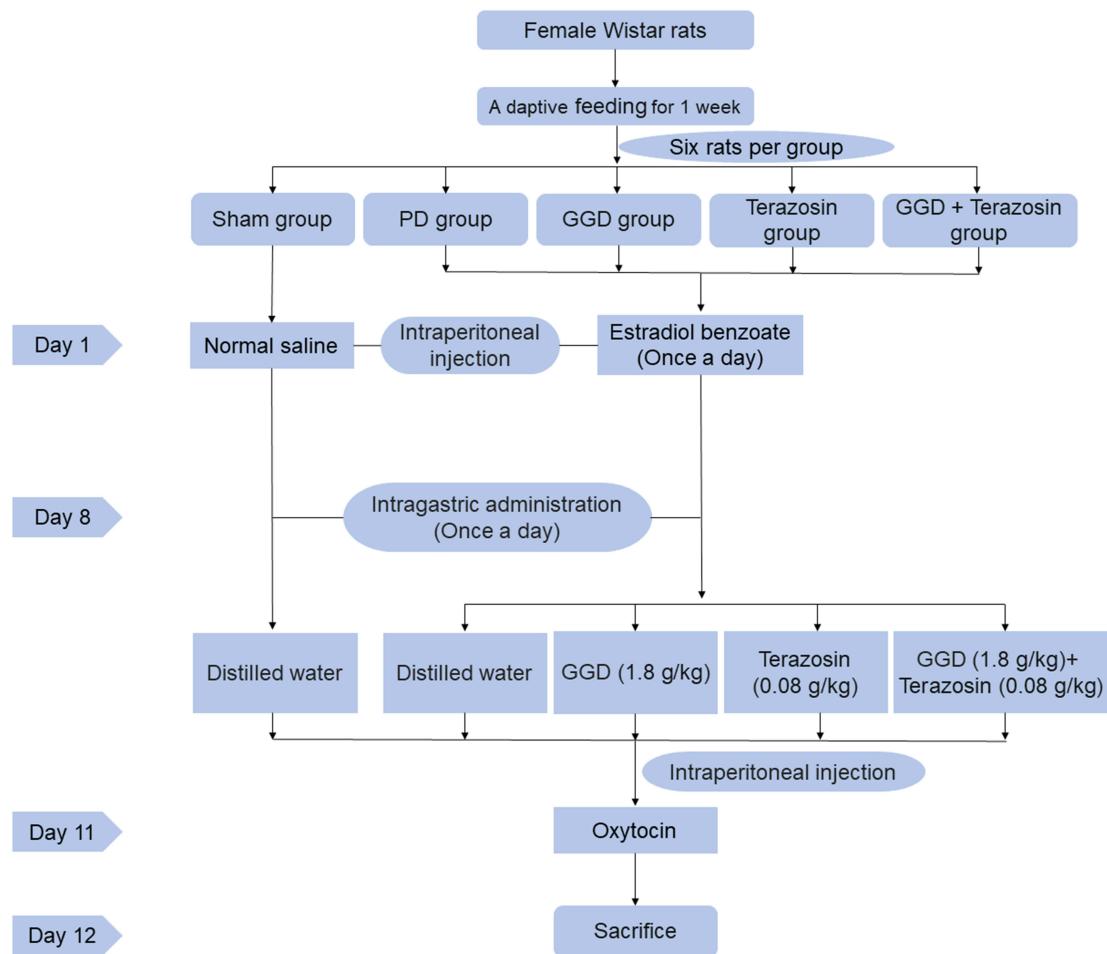 Female Wistar rats
A daptive feeding for 1 week
Six rats per group
Sham group
PD group
GGD group
Terazosin
group
GGD + Terazosin
group
Day 1
Normal saline
Intraperitoneal
injection
Estradiol benzoate
(Once a day)
Day 8
Intragastric administration
(Once a day)
Distilled water
Distilled water
GGD (1.8 g/kg)
Terazosin
(0.08 g/kg)
GGD (1.8 g/kg)+
Terazosin (0.08 g/kg)
Intraperitoneal injection
Day 11
Oxytocin
Day 12
Sacrifice